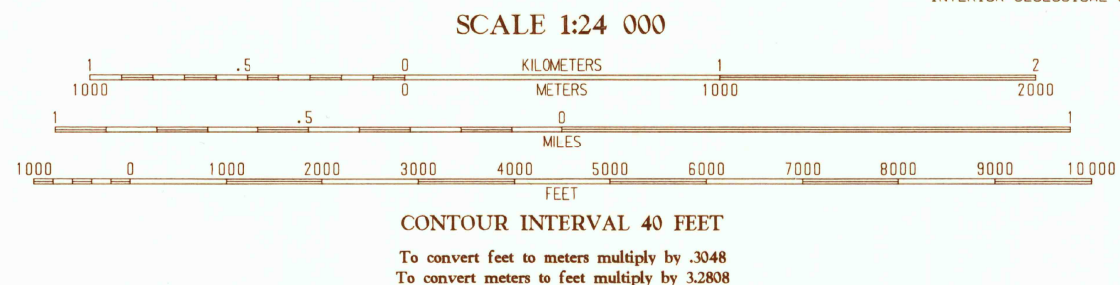 SCALE 1:24 000
1 .5 0 KILOMETERS 1 2
1000 0 METERS 1000 2000
1 .5 0 1
MILES
1000 0 1000 2000 3000 4000 5000 6000 7000 8000 9000 10 000
FEET
CONTOUR INTERVAL 40 FEET
To convert feet to meters multiply by .3048
To convert meters to feet multiply by 3.2808